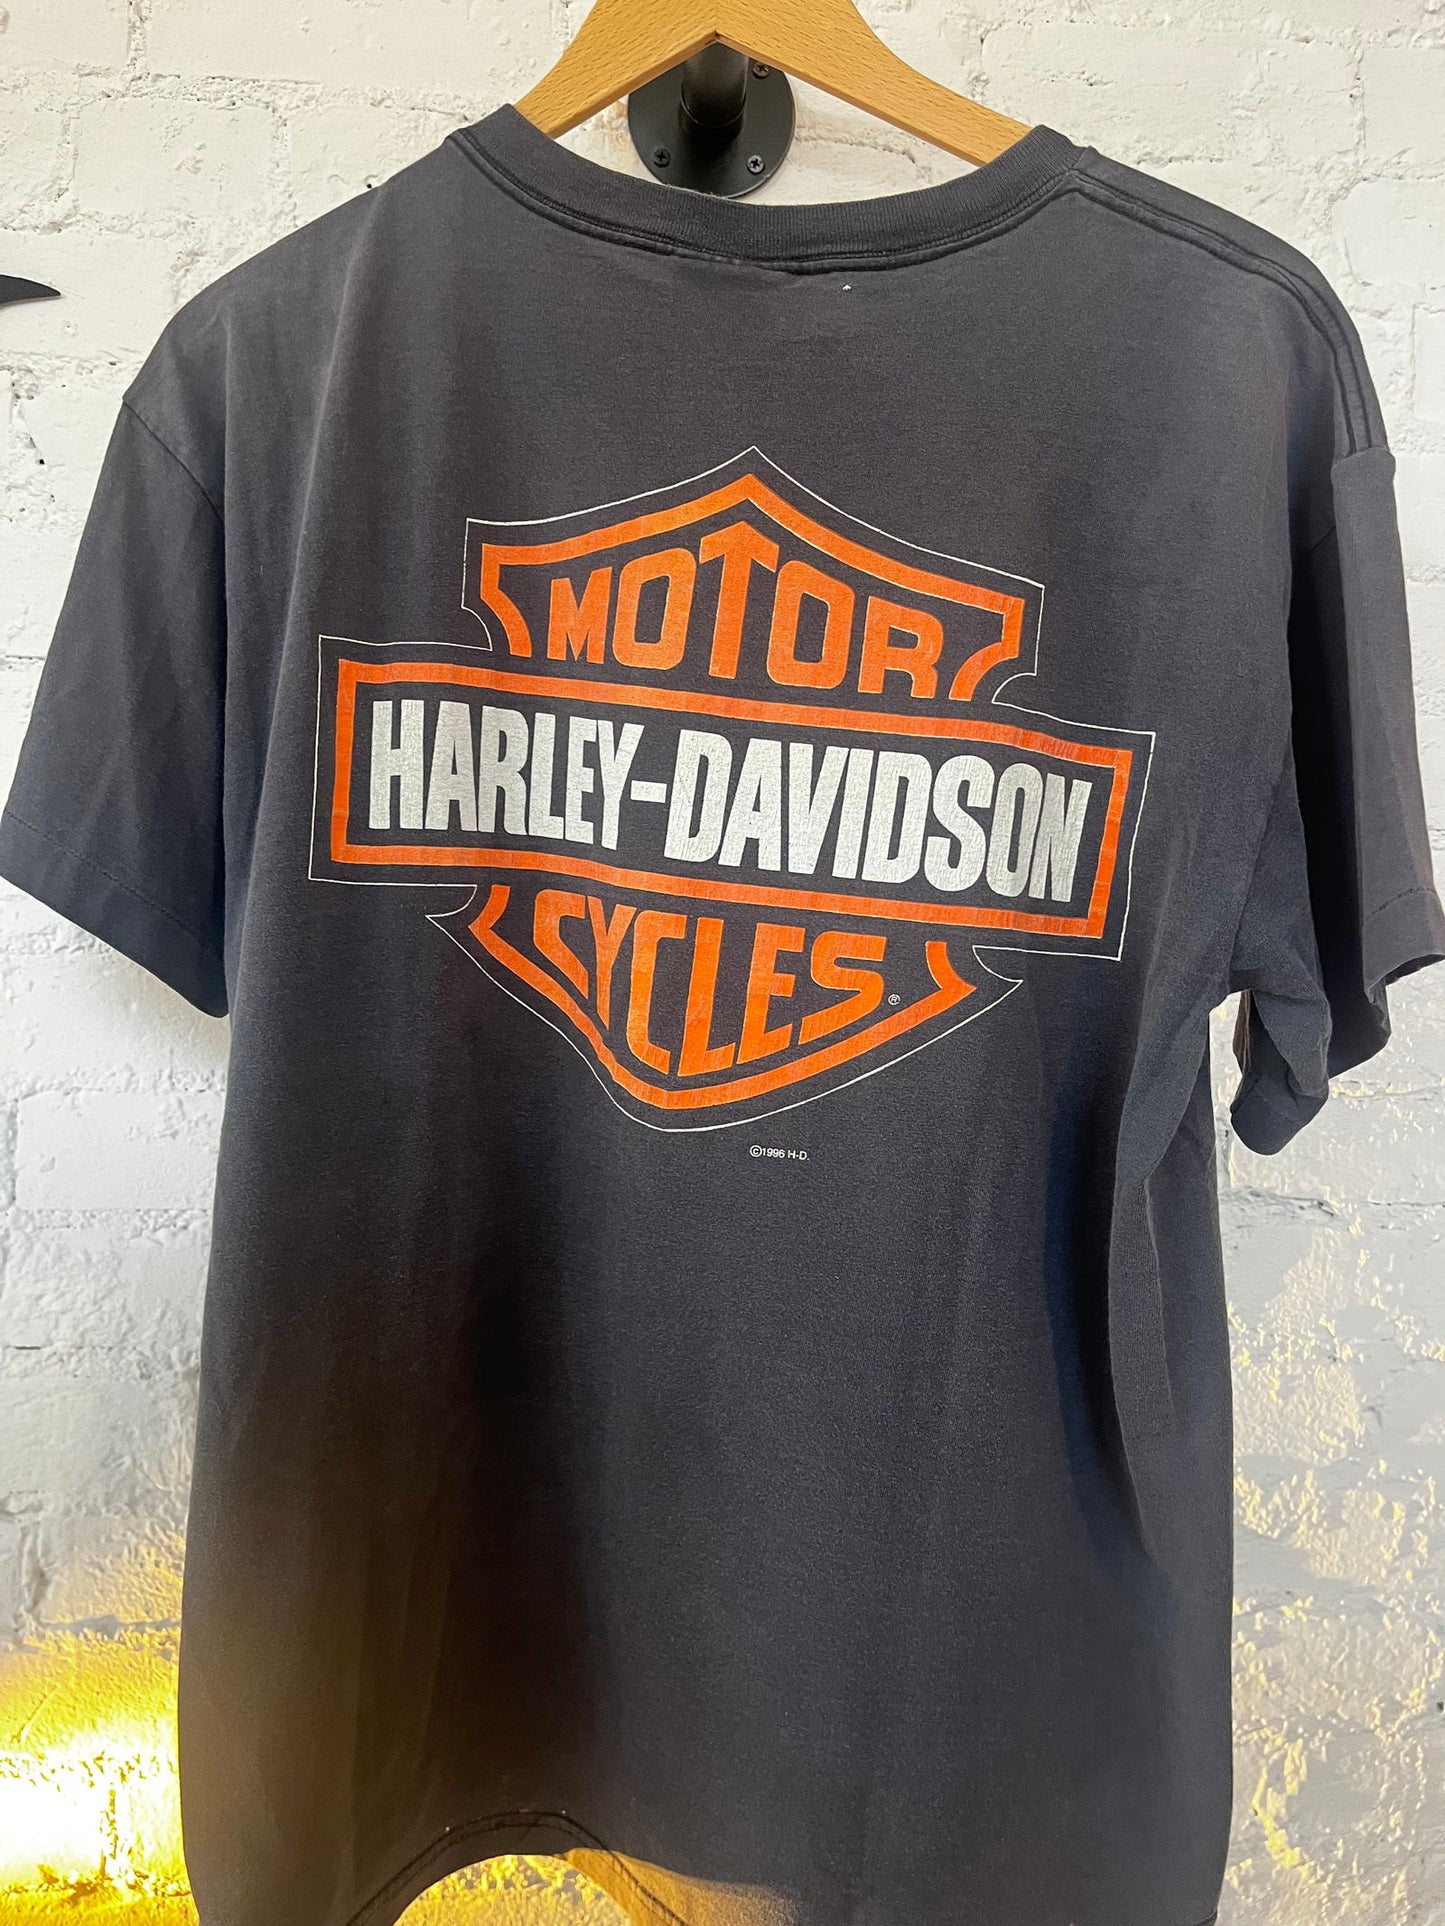 MOTOR
HARLEY-DAVIDSON
CYCLES ®
©1996 H-D.